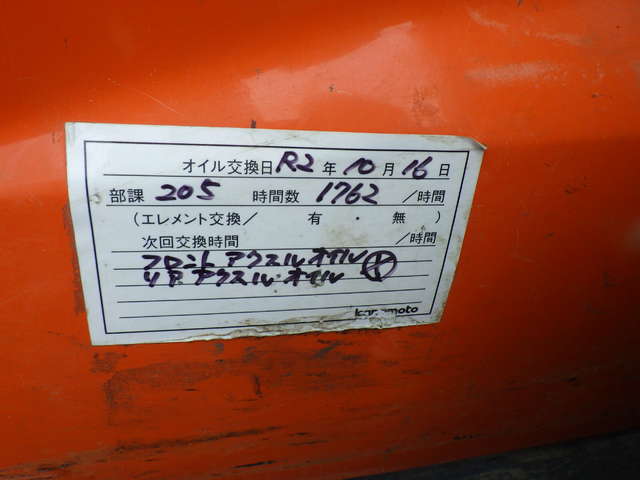 オイル交換日 R2 年 10 月 16 日
部課 205 時間数 1762 /時間
(エレメント交換/ 有 ・ 無 )
次回交換時間 /時間
フロントアクスルオイル
リアアクスルオイル
kanamoto